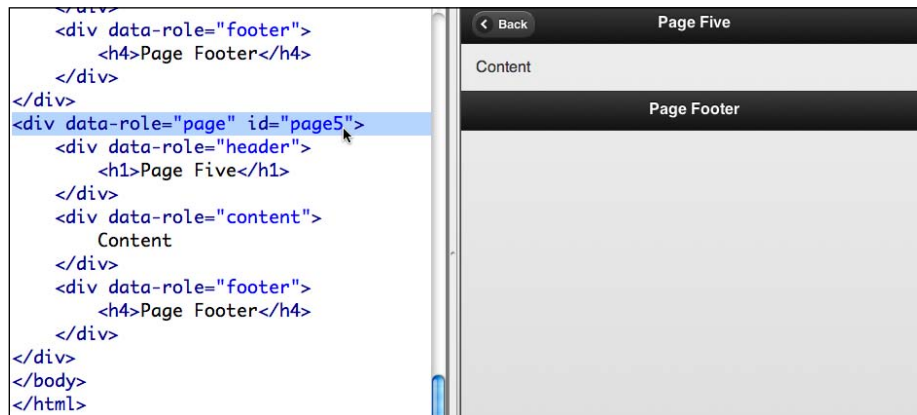 </div>
<div data-role="footer">
<h4>Page Footer</h4>
</div>
</div>
<div data-role="page" id="page5">
<div data-role="header">
<h1>Page Five</h1>
</div>
<div data-role="content">
Content
</div>
<div data-role="footer">
<h4>Page Footer</h4>
</div>
</div>
</body>
</html>
Back
Page Five
Content
Page Footer